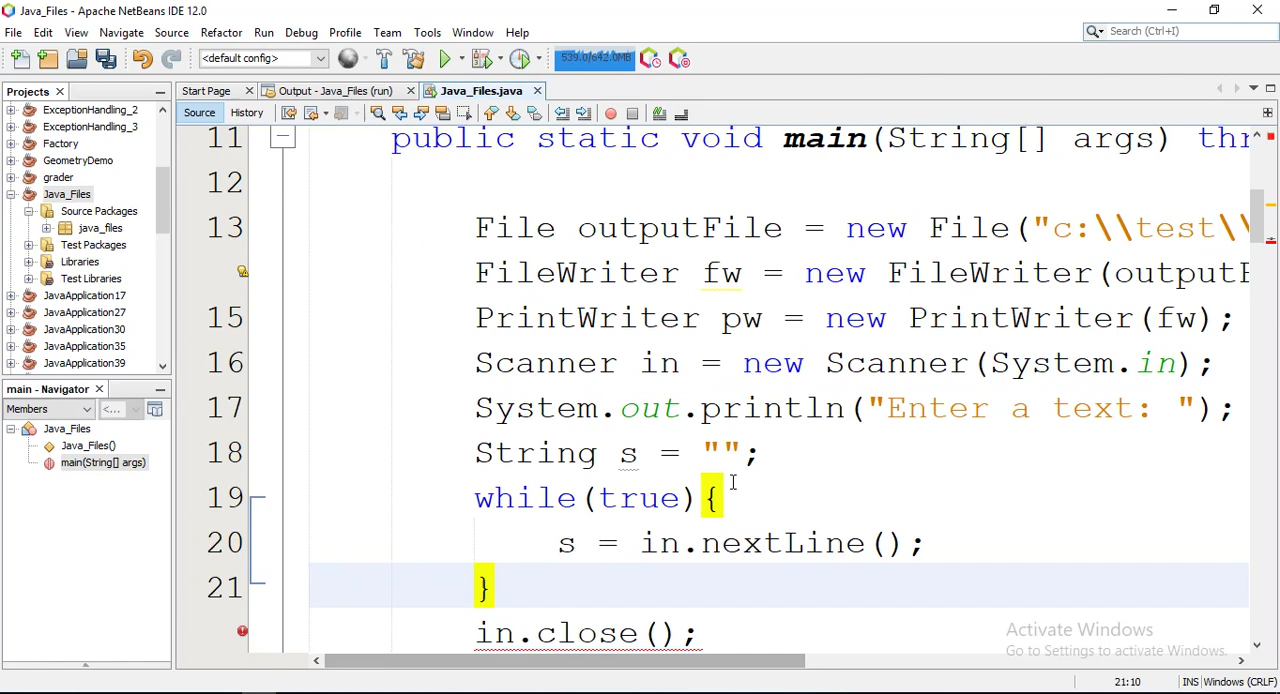 Java_Files - Apache NetBeans IDE 12.0
File Edit View Navigate Source Refactor Run Debug Profile Team Tools Window Help
Search (Ctrl+I)
<default config>
539.0/642.0MB
Projects
Start Page
Output - Java_Files (run)
Java_Files.java
Source History
ExceptionHandling_2
ExceptionHandling_3
Factory
GeometryDemo
grader
Java_Files
Source Packages
java_files
Test Packages
Libraries
Test Libraries
JavaApplication17
JavaApplication27
JavaApplication30
JavaApplication35
JavaApplication39
main - Navigator
Members
<...
Java_Files
Java_Files()
main(String[] args)
11 public static void main(String[] args) thr
12
13 File outputFile = new File("c:\\test\\
FileWriter fw = new FileWriter(outputF
15 PrintWriter pw = new PrintWriter(fw);
16 Scanner in = new Scanner(System.in);
17 System.out.println("Enter a text: ");
18 String s = "";
19 while(true){
20 s = in.nextLine();
21 }
in.close();
Activate Windows
Go to Settings to activate Windows.
21:10
INS
Windows (CRLF)